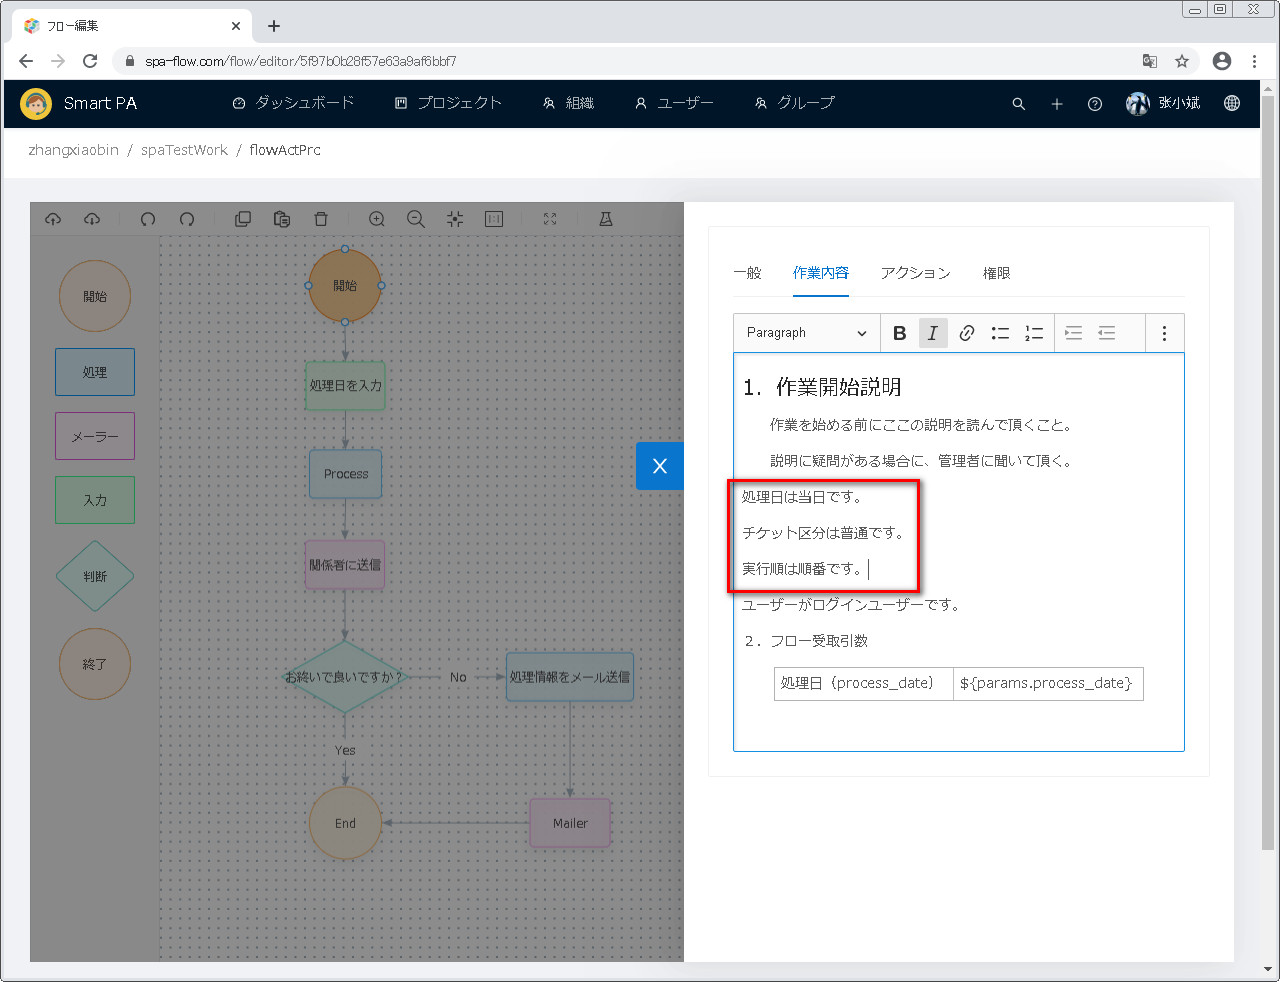 フロー編集
spa-flow.com/flow/editor/5f97b0b28f57e63a9af6bbf7
Smart PA
ダッシュボード
プロジェクト
組織
ユーザー
グループ
张小斌
zhangxiaobin / spaTestWork / flowActPrc
開始
処理
メーラー
入力
判断
終了
開始
処理日を入力
Process
関係者に送信
お終いで良いですか？
No
処理情報をメール送信
Yes
End
Mailer
一般
作業内容
アクション
権限
Paragraph
B
I
1. 作業開始説明
作業を始める前にここの説明を読んで頂くこと。
説明に疑問がある場合に、管理者に聞いて頂く。
処理日は当日です。
チケット区分は普通です。
実行順は順番です。
ユーザーがログインユーザーです。
２．フロー受取引数
処理日（process_date）
${params.process_date}